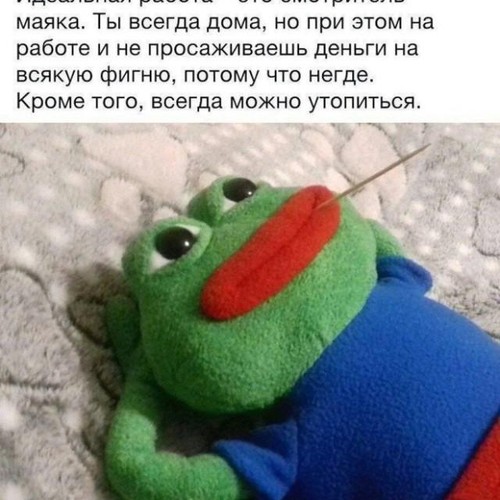 маяка. Ты всегда дома, но при этом на
работе и не просаживаешь деньги на
всякую фигню, потому что негде.
Кроме того, всегда можно утопиться.